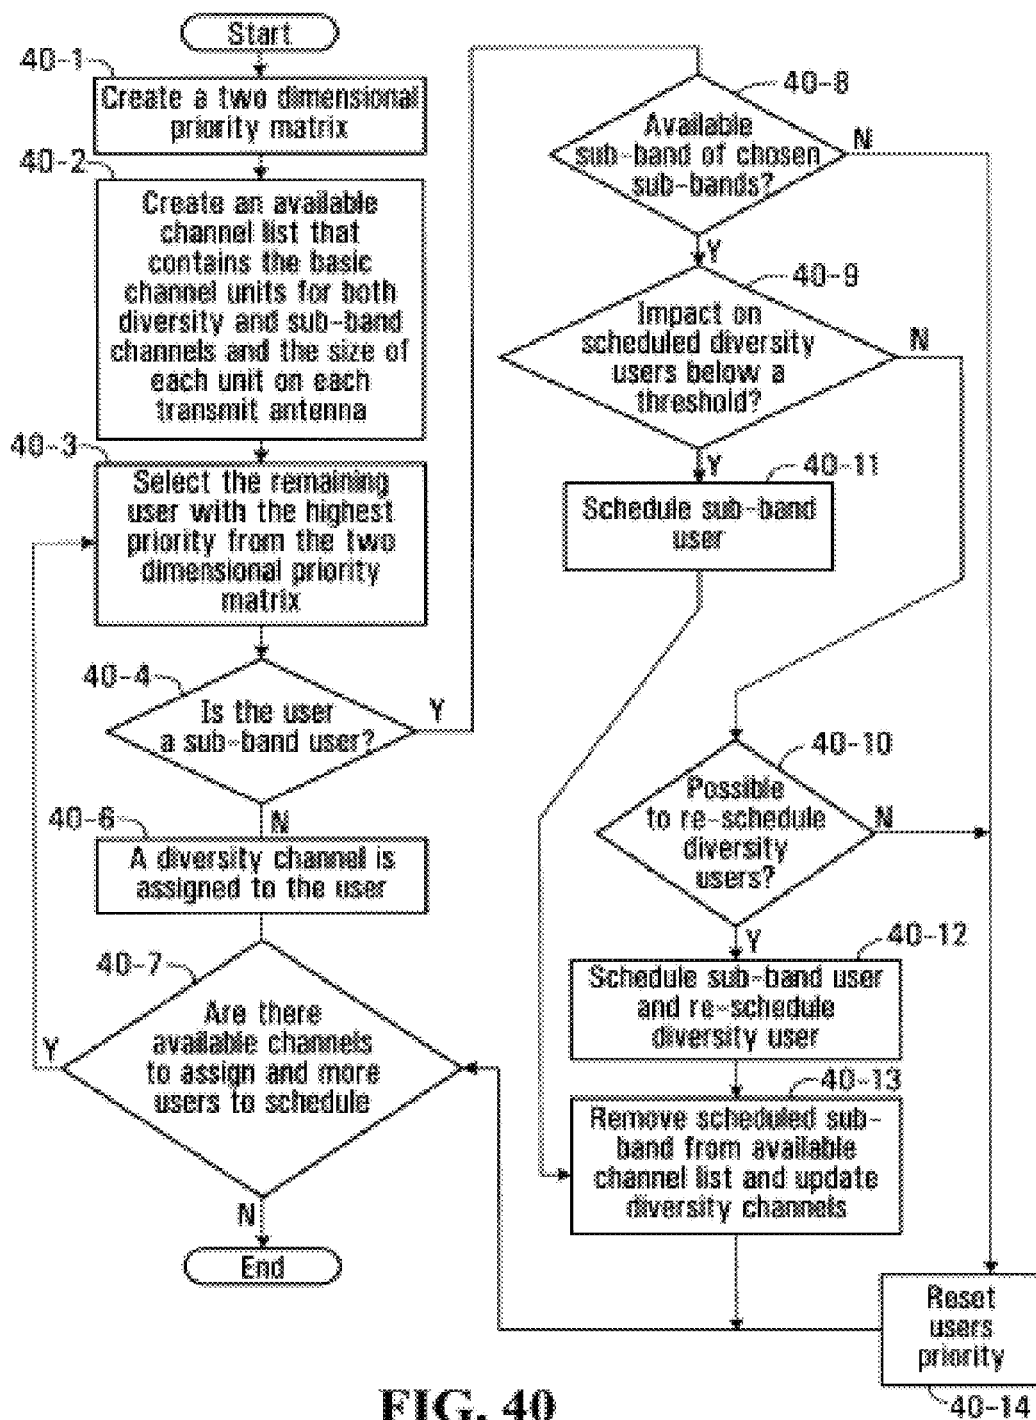 Start
40-1
Create a two dimensional
priority matrix
40-2
Create an available
channel list that
contains the basic
channel units for both
diversity and sub-band
channels and the size of
each unit on each
transmit antenna
40-3
Select the remaining
user with the highest
priority from the two
dimensional priority
matrix
40-4
Is the user
a sub-band user?
Y
N
40-6
A diversity channel is
assigned to the user
40-7
Are there
available channels
to assign and more
users to schedule
Y
N
End
40-8
Available
sub-band of chosen
sub-bands?
N
Y
40-9
Impact on
scheduled diversity
users below a
threshold?
N
Y
40-11
Schedule sub-band
user
40-10
Possible
to re-schedule
diversity
users?
N
Y
40-12
Schedule sub-band user
and re-schedule
diversity user
40-13
Remove scheduled sub-
band from available
channel list and update
diversity channels
Reset
users
priority
40-14
FIG. 40